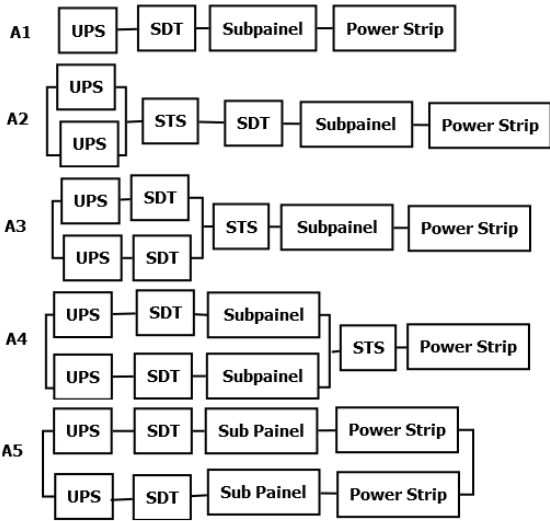 A1 UPS SDT Subpainel Power Strip
UPS
A2 STS SDT Subpainel Power Strip
UPS
UPS SDT
A3 STS Subpainel Power Strip
UPS SDT
UPS SDT Subpainel
A4 STS Power Strip
UPS SDT Subpainel
UPS SDT Sub Painel Power Strip
A5
UPS SDT Sub Painel Power Strip